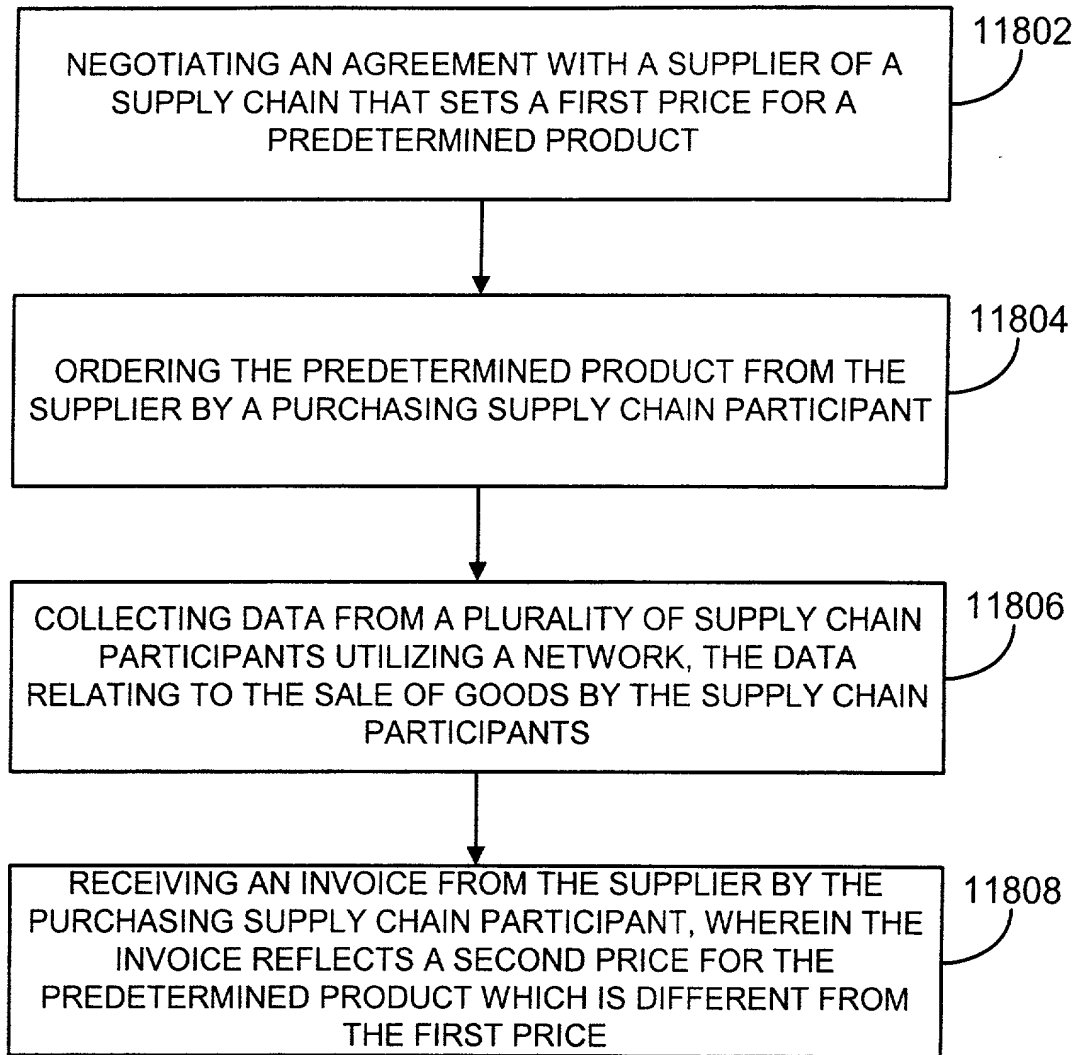 11802
NEGOTIATING AN AGREEMENT WITH A SUPPLIER OF A
SUPPLY CHAIN THAT SETS A FIRST PRICE FOR A
PREDETERMINED PRODUCT
11804
ORDERING THE PREDETERMINED PRODUCT FROM THE
SUPPLIER BY A PURCHASING SUPPLY CHAIN PARTICIPANT
11806
COLLECTING DATA FROM A PLURALITY OF SUPPLY CHAIN
PARTICIPANTS UTILIZING A NETWORK, THE DATA
RELATING TO THE SALE OF GOODS BY THE SUPPLY CHAIN
PARTICIPANTS
11808
RECEIVING AN INVOICE FROM THE SUPPLIER BY THE
PURCHASING SUPPLY CHAIN PARTICIPANT, WHEREIN THE
INVOICE REFLECTS A SECOND PRICE FOR THE
PREDETERMINED PRODUCT WHICH IS DIFFERENT FROM
THE FIRST PRICE